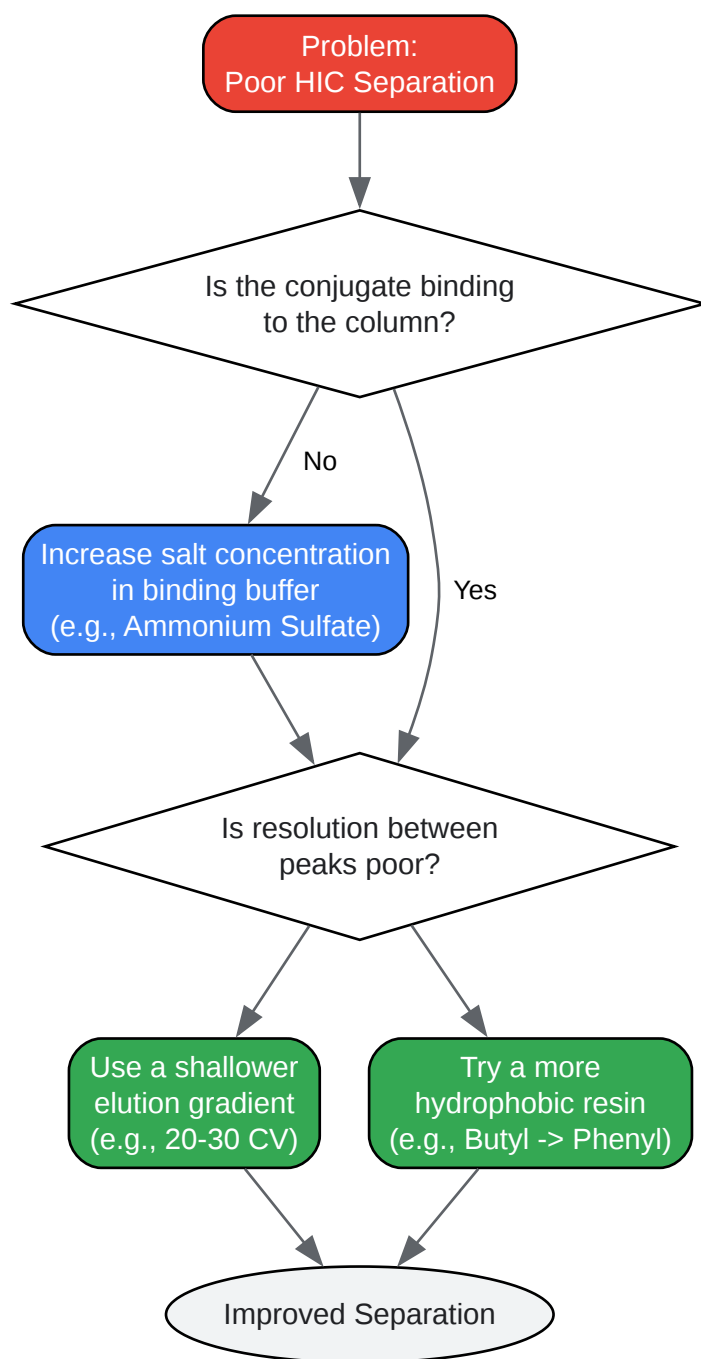 Problem:
Poor HIC Separation
Is the conjugate binding
to the column?
No
Increase salt concentration
in binding buffer
(e.g., Ammonium Sulfate)
Yes
Is resolution between
peaks poor?
Use a shallower
elution gradient
(e.g., 20-30 CV)
Try a more
hydrophobic resin
(e.g., Butyl -> Phenyl)
Improved Separation